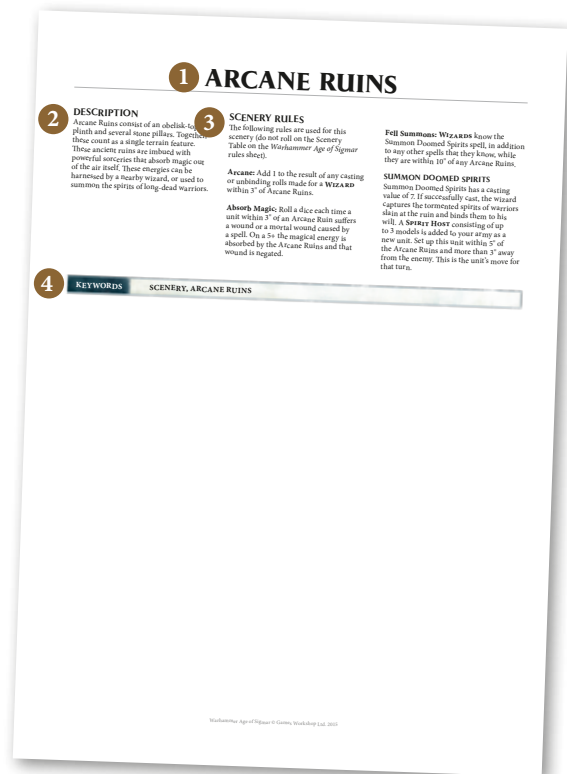 1 ARCANE RUINS
2 DESCRIPTION
Arcane Ruins consist of an obelisk-to
plinth and several stone pillars. Together
these count as a single terrain feature.
These ancient ruins are imbued with
powerful sorceries that absorb magic out
of the air itself. These energies can be
harnessed by a nearby wizard, or used to
summon the spirits of long-dead warriors.
3 SCENERY RULES
The following rules are used for this
scenery (do not roll on the Scenery
Table on the Warhammer Age of Sigmar
rules sheet).
Arcane: Add 1 to the result of any casting
or unbinding rolls made for a WIZARD
within 3" of Arcane Ruins.
Absorb Magic: Roll a dice each time a
unit within 3" of an Arcane Ruin suffers
a wound or a mortal wound caused by
a spell. On a 5+ the magical energy is
absorbed by the Arcane Ruins and that
wound is negated.
Fell Summons: WIZARDS know the
Summon Doomed Spirits spell, in addition
to any other spells that they know, while
they are within 10" of any Arcane Ruins.
SUMMON DOOMED SPIRITS
Summon Doomed Spirits has a casting
value of 7. If successfully cast, the wizard
captures the tormented spirits of warriors
slain at the ruin and binds them to his
will. A SPIRIT HOST consisting of up
to 3 models is added to your army as a
new unit. Set up this unit within 5" of
the Arcane Ruins and more than 3" away
from the enemy. This is the unit's move for
that turn.
4 KEYWORDS SCENERY, ARCANE RUINS
Warhammer Age of Sigmar © Games Workshop Ltd. 2015